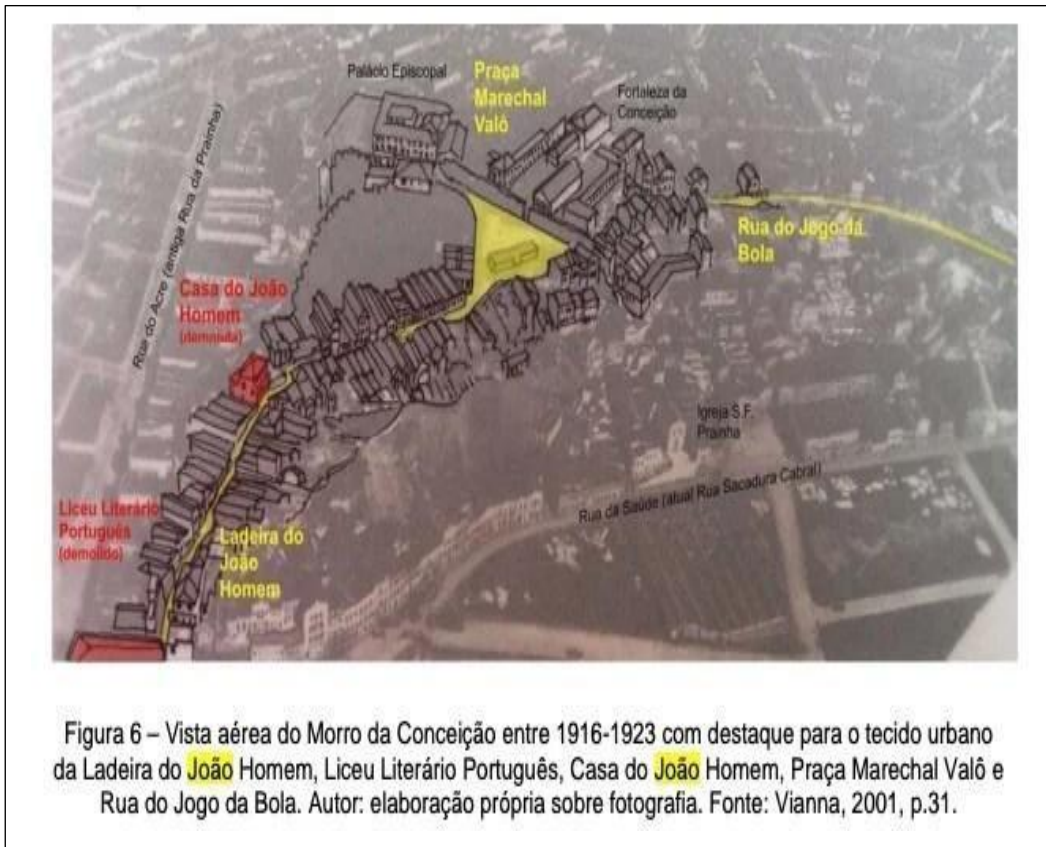 Palácio Episcopal
Praça
Marechal
Valô
Fortaleza da
Conceição
Rua do Acre (antiga Rua da Prainha)
Rua do Jogo da
Bola
Casa do João
Homem
(demolida)
Igreja S.F.
Prainha
Rua da Saúde (atual Rua Sacadura Cabral)
Liceu Literário
Português
(demolido)
Ladeira do
João
Homem
Figura 6 – Vista aérea do Morro da Conceição entre 1916-1923 com destaque para o tecido urbano
da Ladeira do João Homem, Liceu Literário Português, Casa do João Homem, Praça Marechal Valô e
Rua do Jogo da Bola. Autor: elaboração própria sobre fotografia. Fonte: Vianna, 2001, p.31.